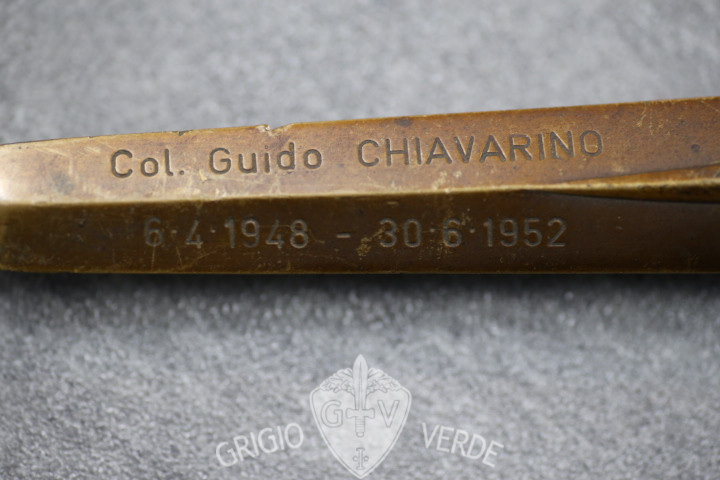 Col. Guido CHIAVARINO
6·4·1948 - 30·6·1952
G V
GRIGIO VERDE